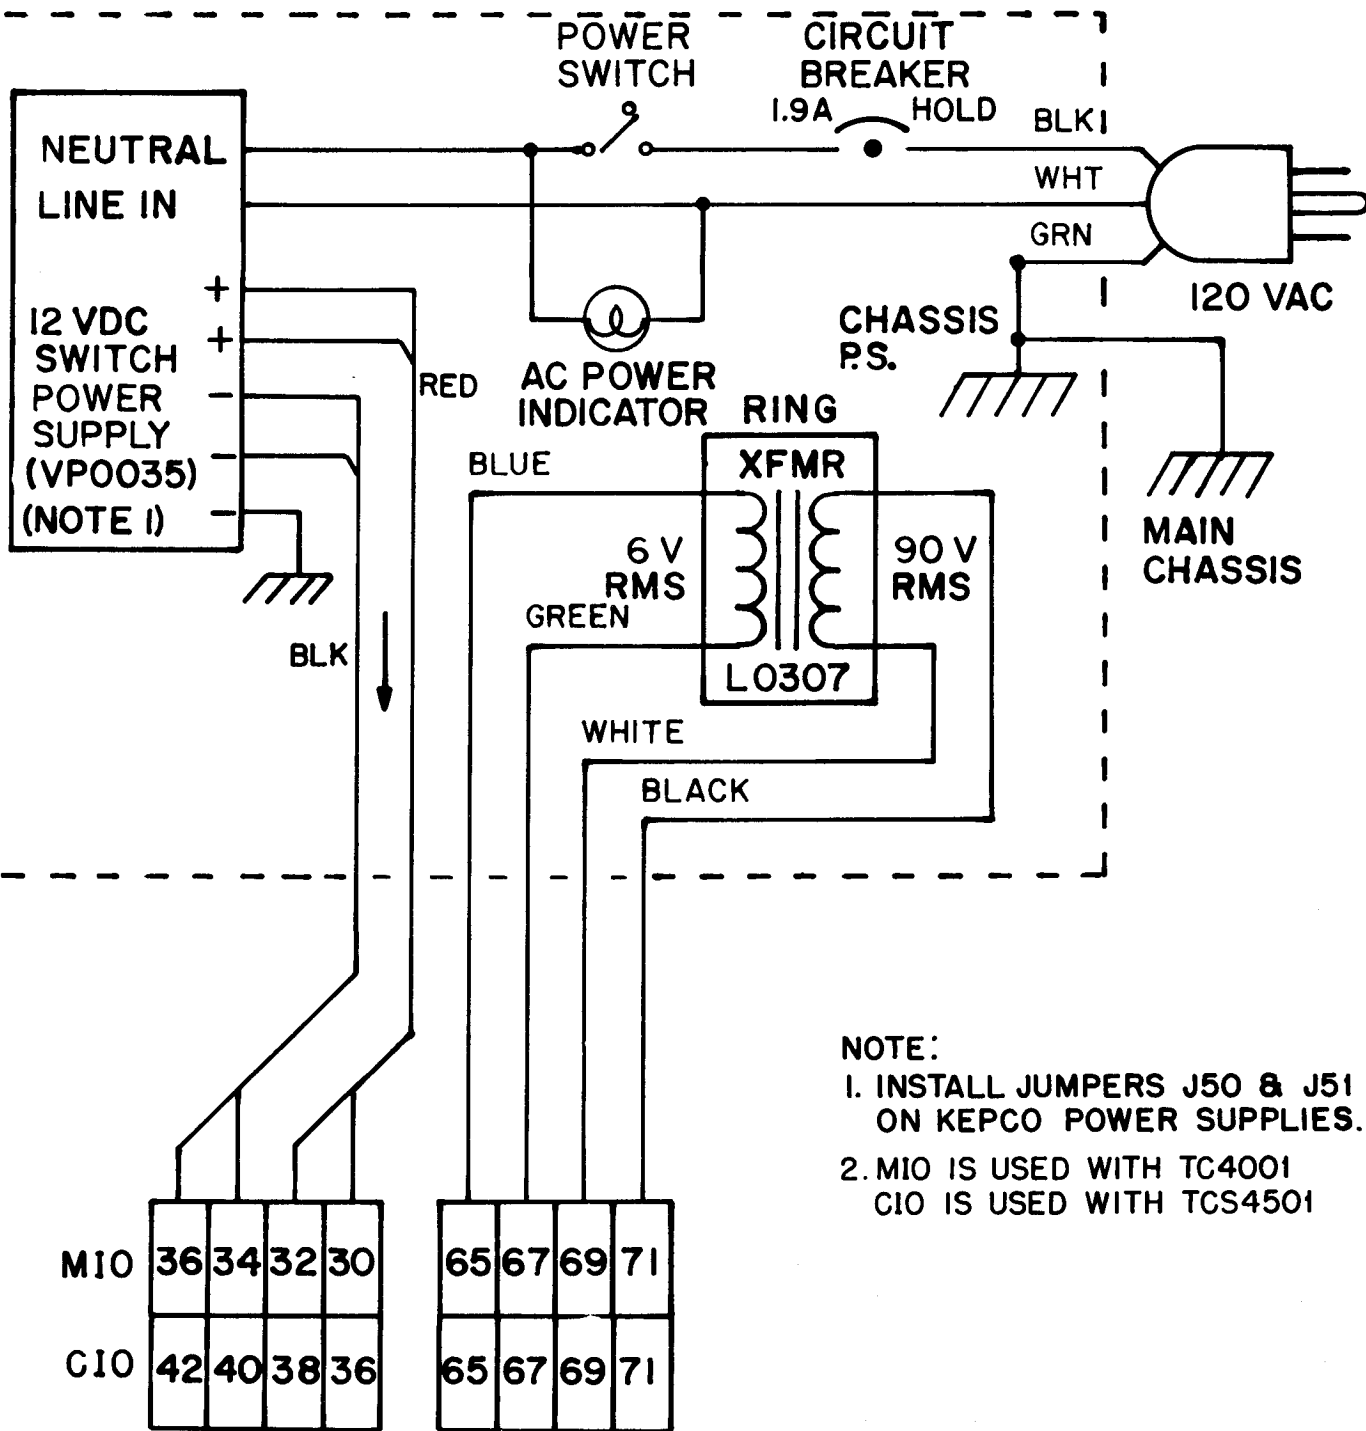 POWER
SWITCH
CIRCUIT
BREAKER
1.9A HOLD
BLK
WHT
GRN
120 VAC
NEUTRAL
LINE IN
+
+
-
-
-
12 VDC
SWITCH
POWER
SUPPLY
(VP0035)
(NOTE 1)
RED
BLK
AC POWER
INDICATOR
CHASSIS
P.S.
MAIN
CHASSIS
RING
XFMR
BLUE
6 V
RMS
90 V
RMS
GREEN
L0307
WHITE
BLACK
NOTE:
1. INSTALL JUMPERS J50 & J51
ON KEPCO POWER SUPPLIES.
2. MIO IS USED WITH TC4001
CIO IS USED WITH TCS4501
MIO 36 34 32 30 65 67 69 71
CIO 42 40 38 36 65 67 69 71